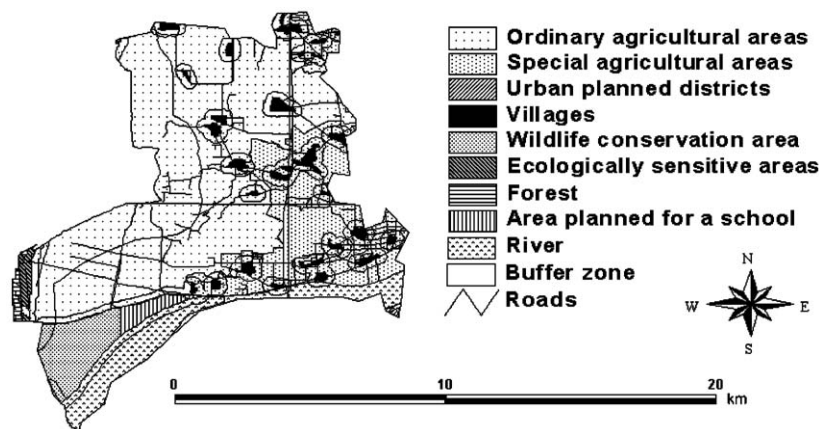 Ordinary agricultural areas
Special agricultural areas
Urban planned districts
Villages
Wildlife conservation area
Ecologically sensitive areas
Forest
Area planned for a school
River
Buffer zone
Roads
N
W E
S
0 10 20
km